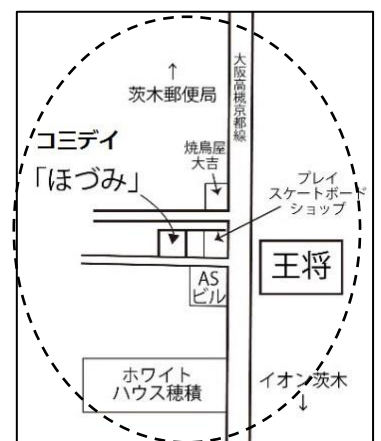 ↑
茨木郵便局
大阪高槻京都線
コミデイ
「ほづみ」
焼鳥屋
大吉
プレイ
スケートボード
ショップ
王将
AS
ビル
ホワイト
ハウス穂積
イオン茨木
↓